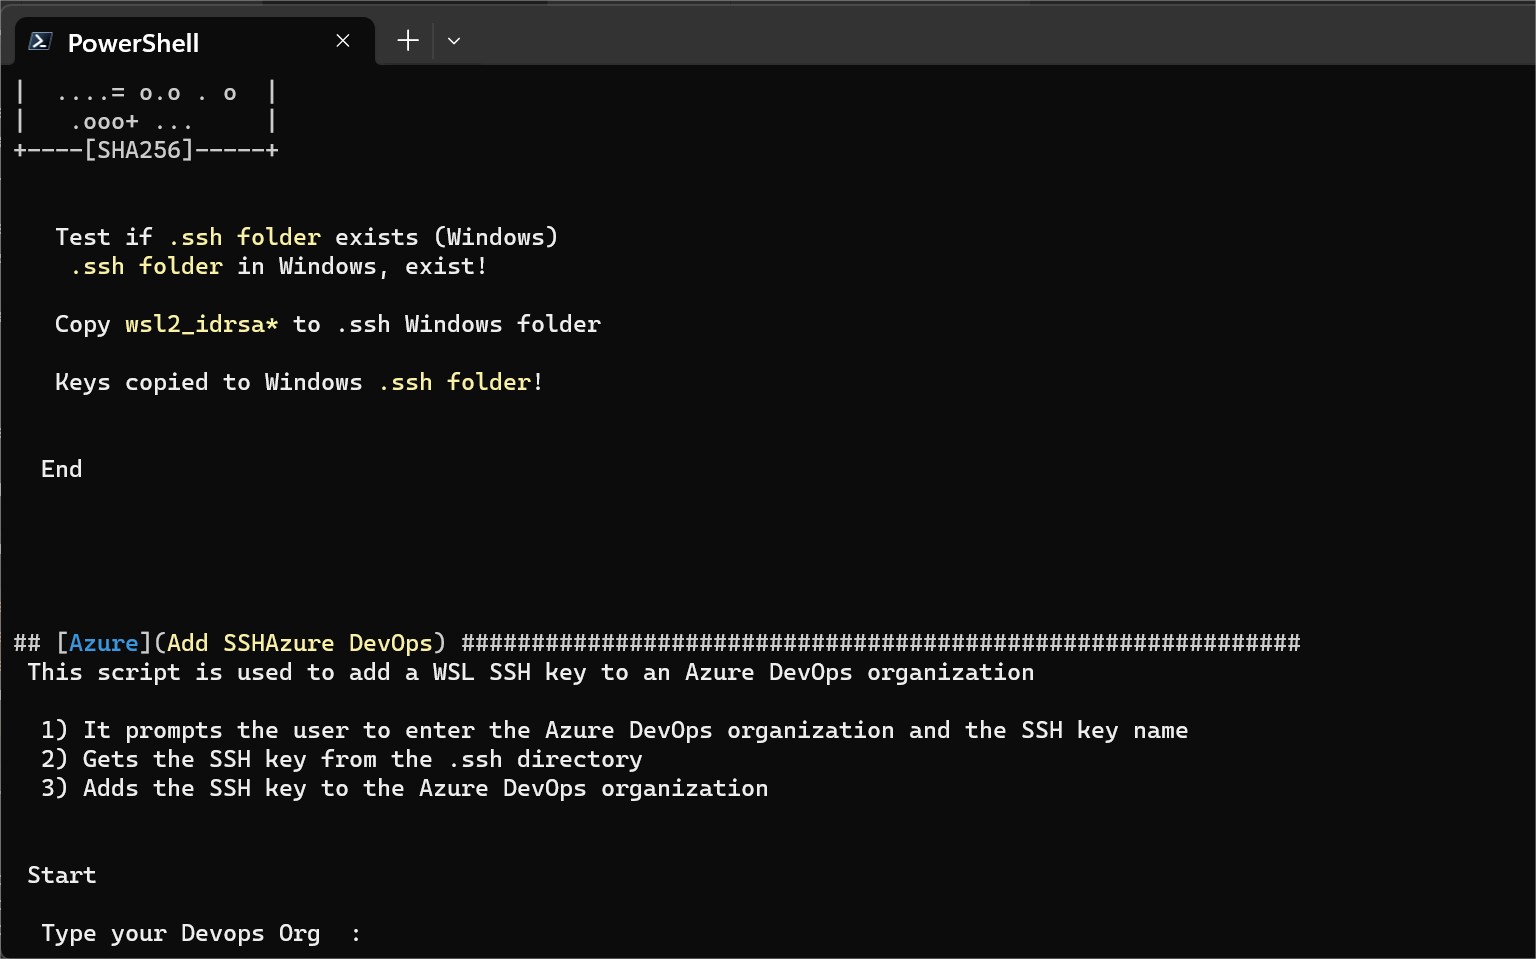 PowerShell
|  ....= o.o . o  |
|   .ooo+ ...     |
+----[SHA256]-----+
Test if .ssh folder exists (Windows)
.ssh folder in Windows, exist!
Copy wsl2_idrsa* to .ssh Windows folder
Keys copied to Windows .ssh folder!
End
## [Azure](Add SSHAzure DevOps) ############################################################
This script is used to add a WSL SSH key to an Azure DevOps organization
1) It prompts the user to enter the Azure DevOps organization and the SSH key name
2) Gets the SSH key from the .ssh directory
3) Adds the SSH key to the Azure DevOps organization
Start
Type your Devops Org  :